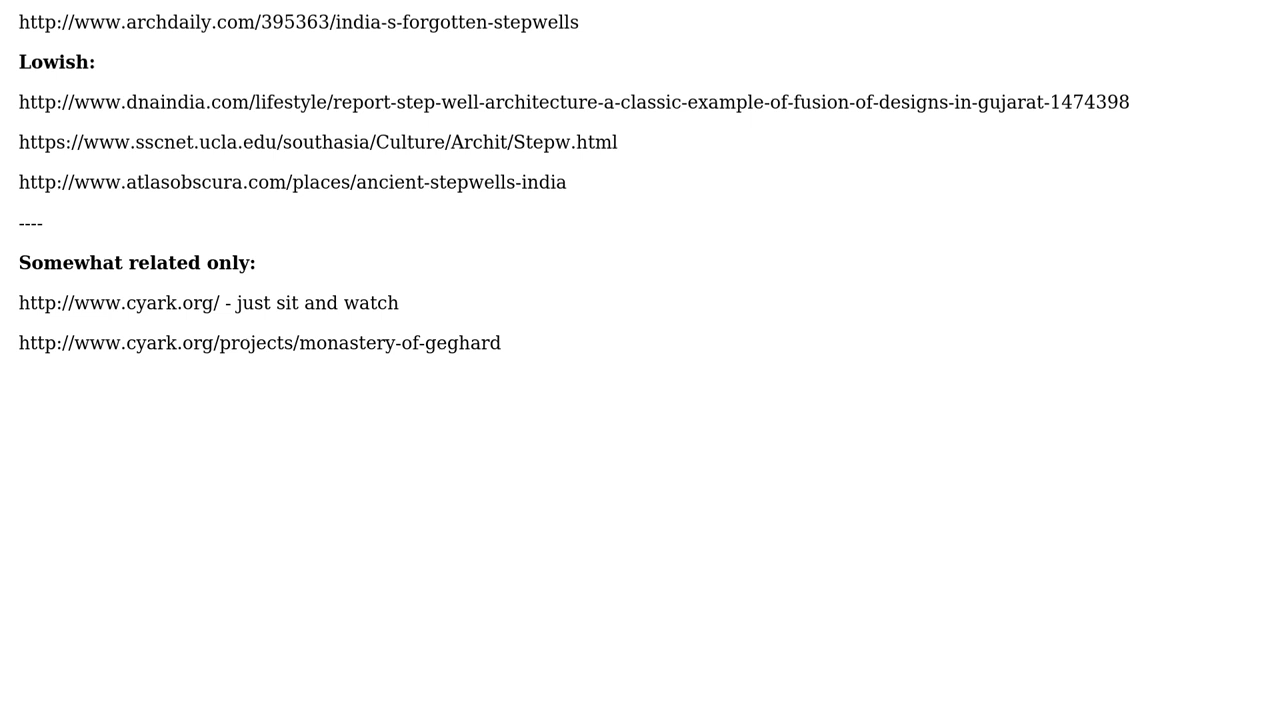 http://www.archdaily.com/395363/india-s-forgotten-stepwells
Lowish:
http://www.dnaindia.com/lifestyle/report-step-well-architecture-a-classic-example-of-fusion-of-designs-in-gujarat-1474398
https://www.sscnet.ucla.edu/southasia/Culture/Archit/Stepw.html
http://www.atlasobscura.com/places/ancient-stepwells-india
----
Somewhat related only:
http://www.cyark.org/ - just sit and watch
http://www.cyark.org/projects/monastery-of-geghard